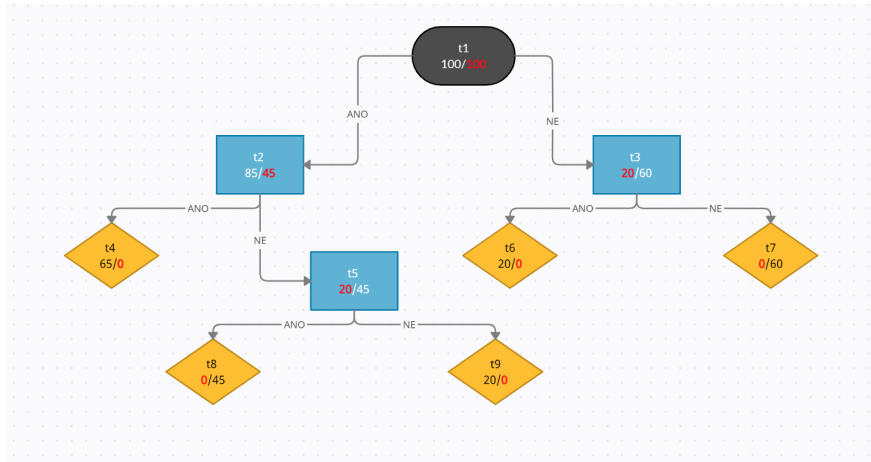 t1
100/100
ANO
NE
t2
85/45
t3
20/60
ANO
NE
ANO
NE
t4
65/0
t5
20/45
t6
20/0
t7
0/60
ANO
NE
t8
0/45
t9
20/0